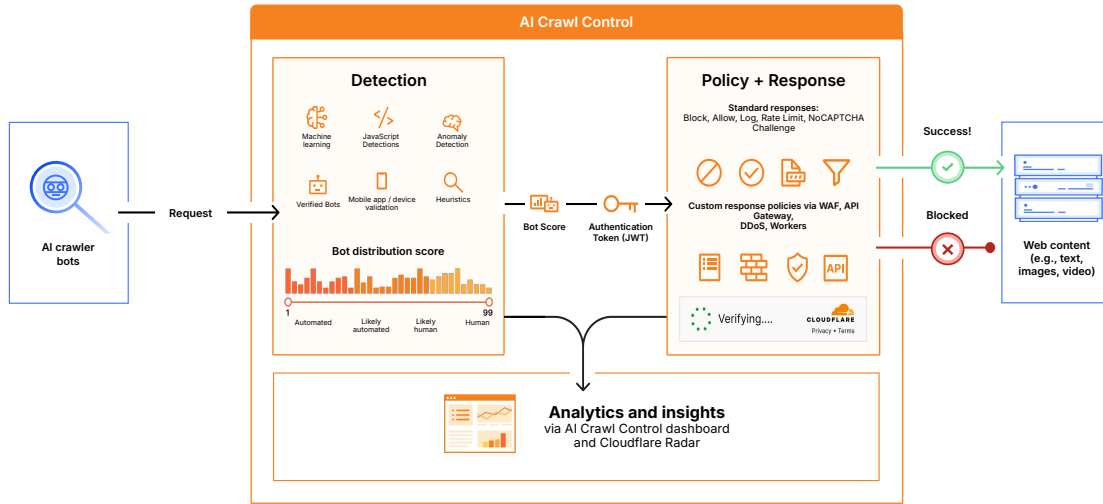 AI Crawl Control
Detection
Machine
learning
JavaScript
Detections
Anomaly
Detection
Verified Bots
Mobile app / device
validation
Heuristics
Bot distribution score
1
99
Automated
Likely
automated
Likely
human
Human
AI crawler
bots
Request
Bot Score
Authentication
Token (JWT)
Policy + Response
Standard responses:
Block, Allow, Log, Rate Limit, NoCAPTCHA
Challenge
Custom response policies via WAF, API
Gateway,
DDoS, Workers
API
Verifying....
CLOUDFLARE
Privacy • Terms
Success!
Blocked
Web content
(e.g., text,
images, video)
Analytics and insights
via AI Crawl Control dashboard
and Cloudflare Radar